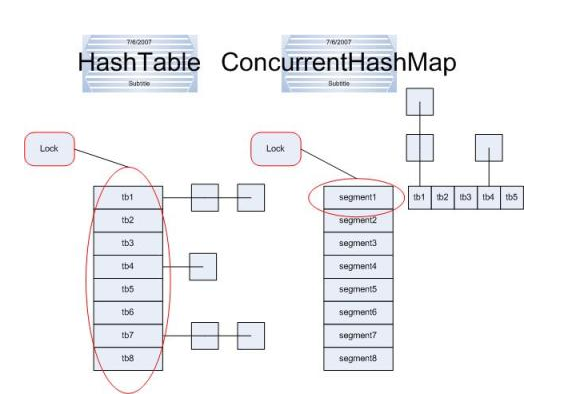 7/6/2007
HashTable
Subtitle
7/6/2007
ConcurrentHashMap
Subtitle
Lock
tb1
tb2
tb3
tb4
tb5
tb6
tb7
tb8
Lock
segment1
segment2
segment3
segment4
segment5
segment6
segment7
segment8
tb1 tb2 tb3 tb4 tb5